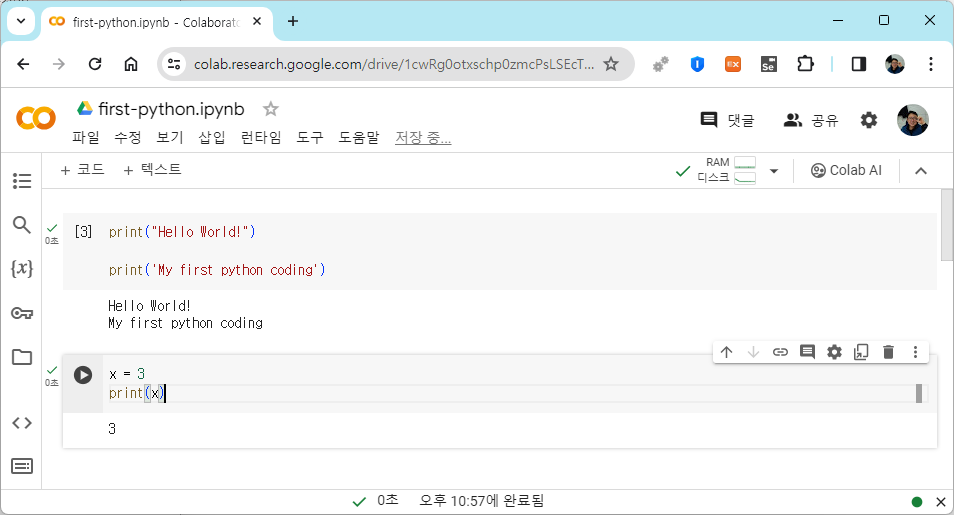 first-python.ipynb - Colaborato
colab.research.google.com/drive/1cwRg0otxschp0zmcPsLSEcT...
ex
Se
CO
first-python.ipynb
댓글
공유
파일 수정 보기 삽입 런타임 도구 도움말 저장 중...
+ 코드 + 텍스트
RAM
디스크
Colab AI
{x}
0초
[3] print("Hello World!")
print('My first python coding')
Hello World!
My first python coding
0초
x = 3
print(x)
3
0초 오후 10:57에 완료됨